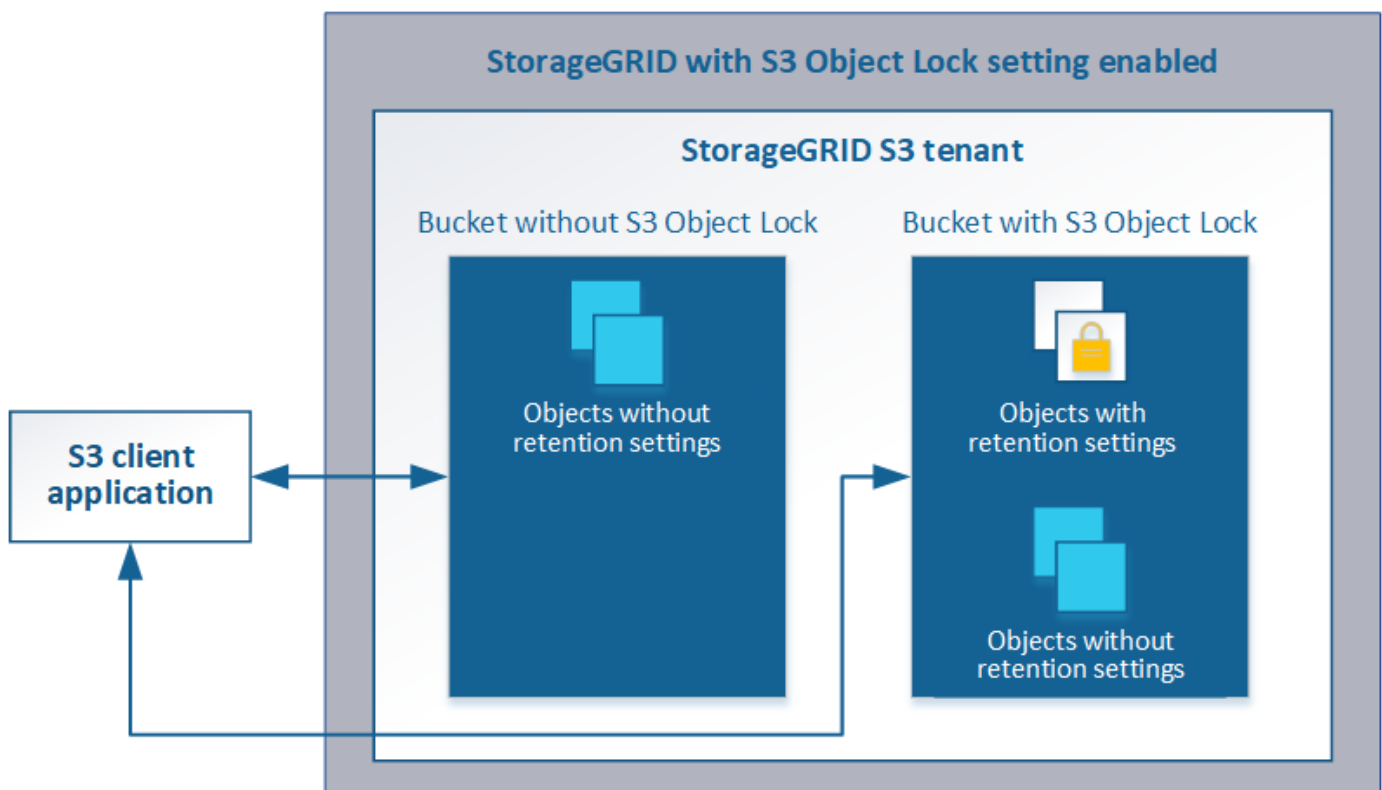 StorageGRID with S3 Object Lock setting enabled
StorageGRID S3 tenant
Bucket without S3 Object Lock
Bucket with S3 Object Lock
Objects without
retention settings
Objects with
retention settings
S3 client
application
Objects without
retention settings